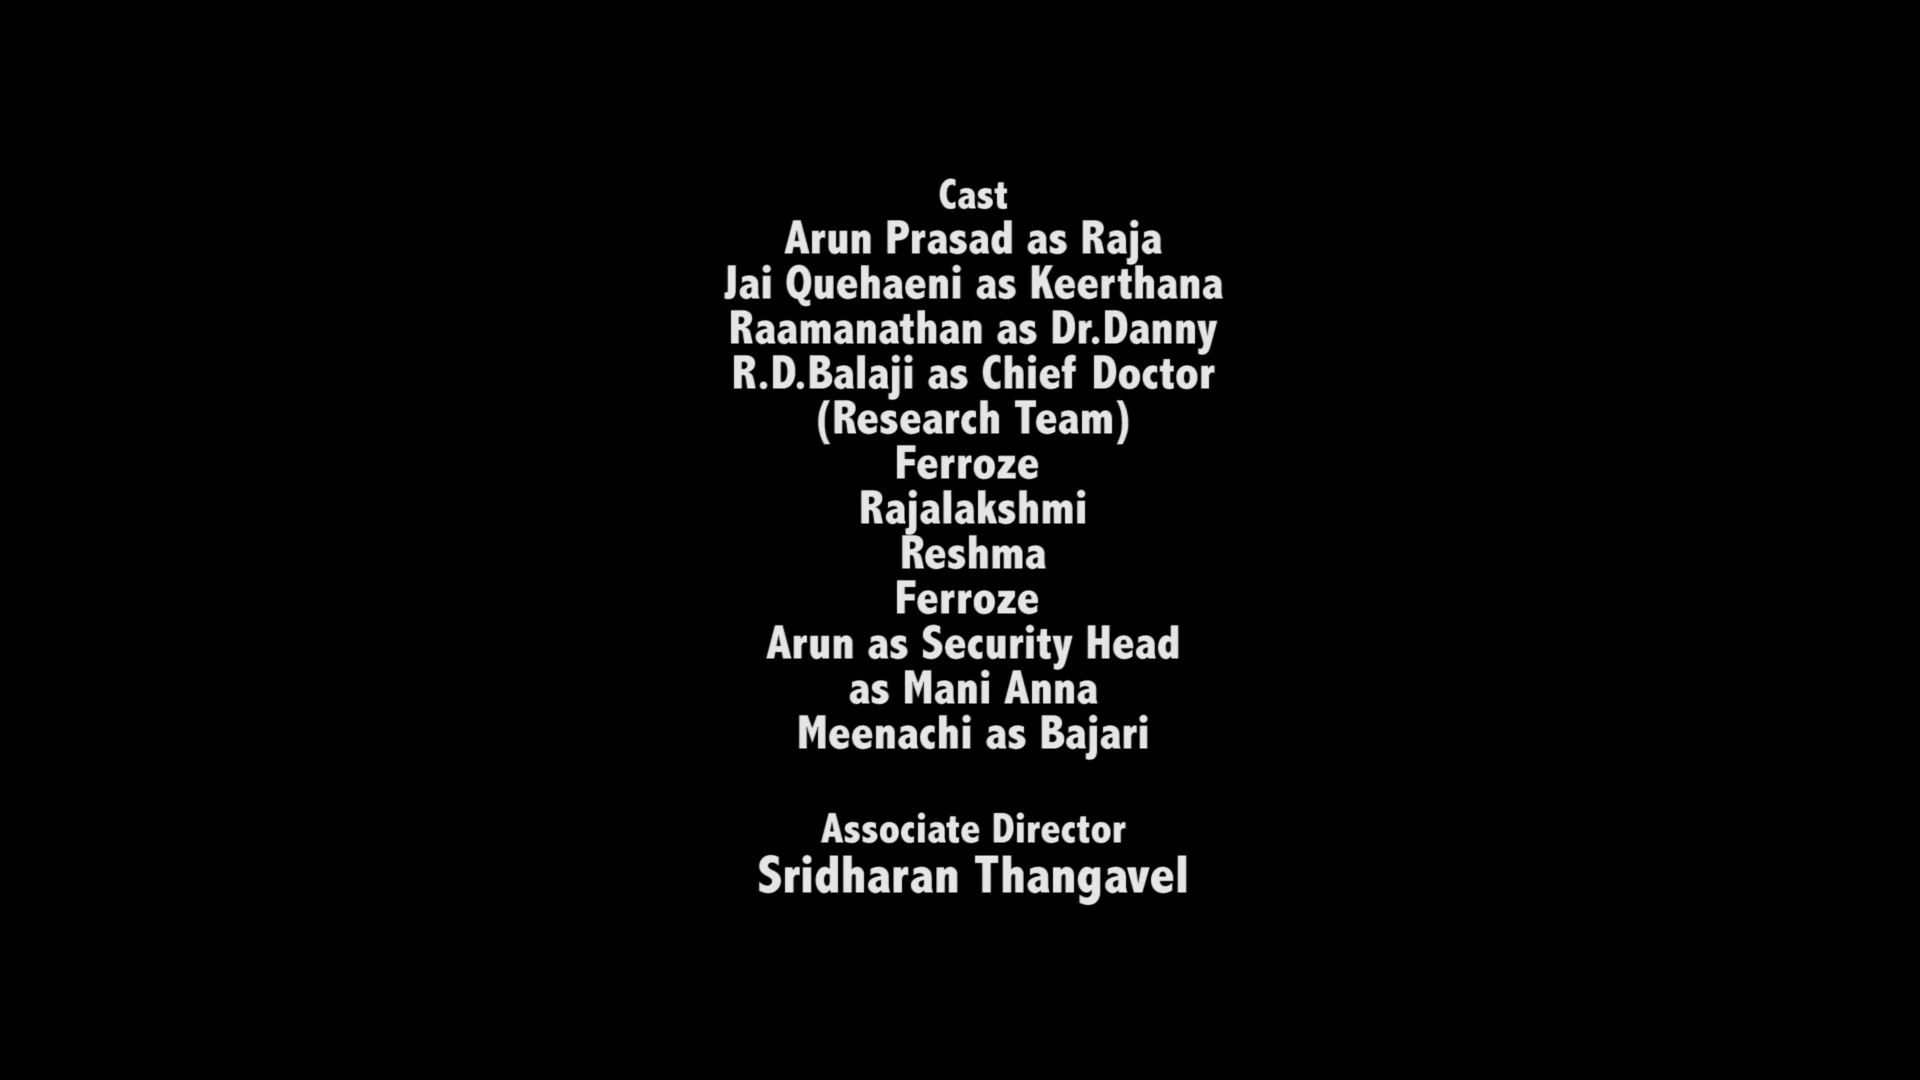 Cast
Arun Prasad as Raja
Jai Quehaeni as Keerthana
Raamanathan as Dr.Danny
R.D.Balaji as Chief Doctor
(Research Team)
Ferroze
Rajalakshmi
Reshma
Ferroze
Arun as Security Head
as Mani Anna
Meenachi as Bajari
Associate Director
Sridharan Thangavel